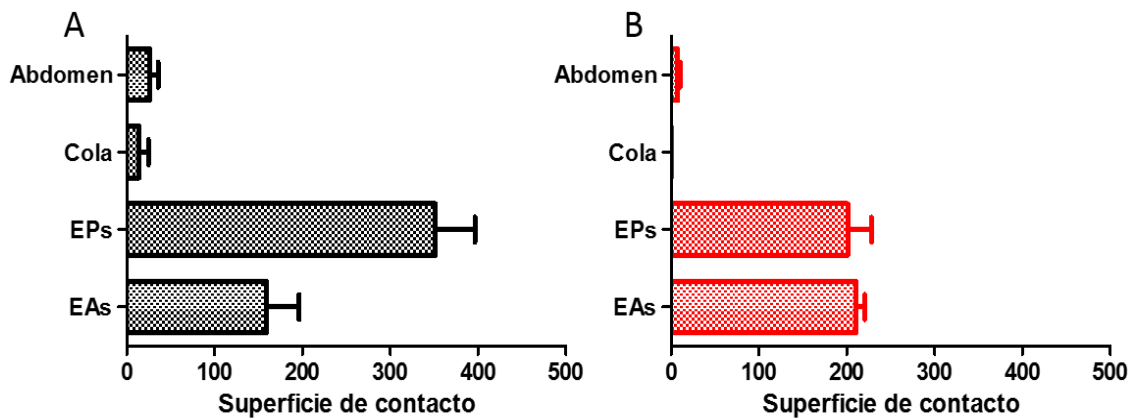 A
Abdomen
Cola
EPs
EAs
0 100 200 300 400 500
Superficie de contacto
B
Abdomen
Cola
EPs
EAs
0 100 200 300 400 500
Superficie de contacto